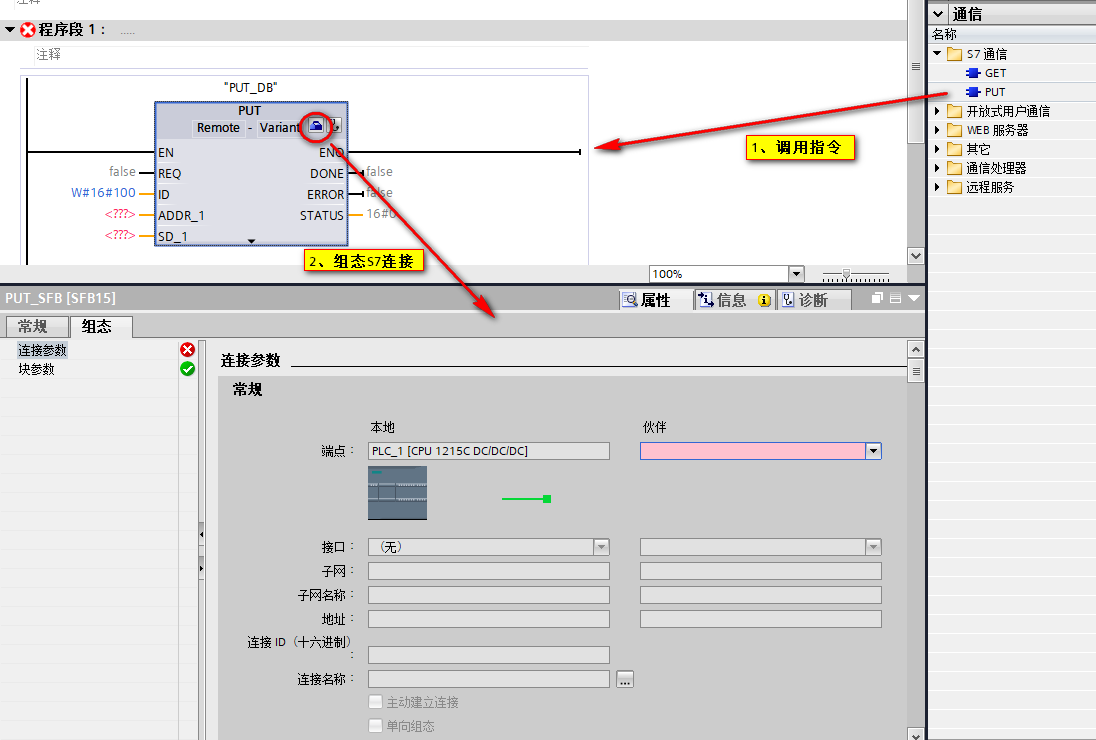 注释
程序段 1： .....
注释
"PUT_DB"
PUT
Remote - Variant
EN
ENO
false
REQ
DONE
false
W#16#100
ID
ERROR
false
<???>
ADDR_1
STATUS
16#0
<???>
SD_1
1、调用指令
2、组态S7连接
100%
通信
名称
S7 通信
GET
PUT
开放式用户通信
WEB 服务器
其它
通信处理器
远程服务
PUT_SFB [SFB15]
属性
信息
诊断
常规
组态
连接参数
块参数
连接参数
常规
本地
伙伴
端点：
PLC_1 [CPU 1215C DC/DC/DC]
接口：
（无）
子网：
子网名称：
地址：
连接 ID（十六进制）
：
连接名称：
...
主动建立连接
单向组态